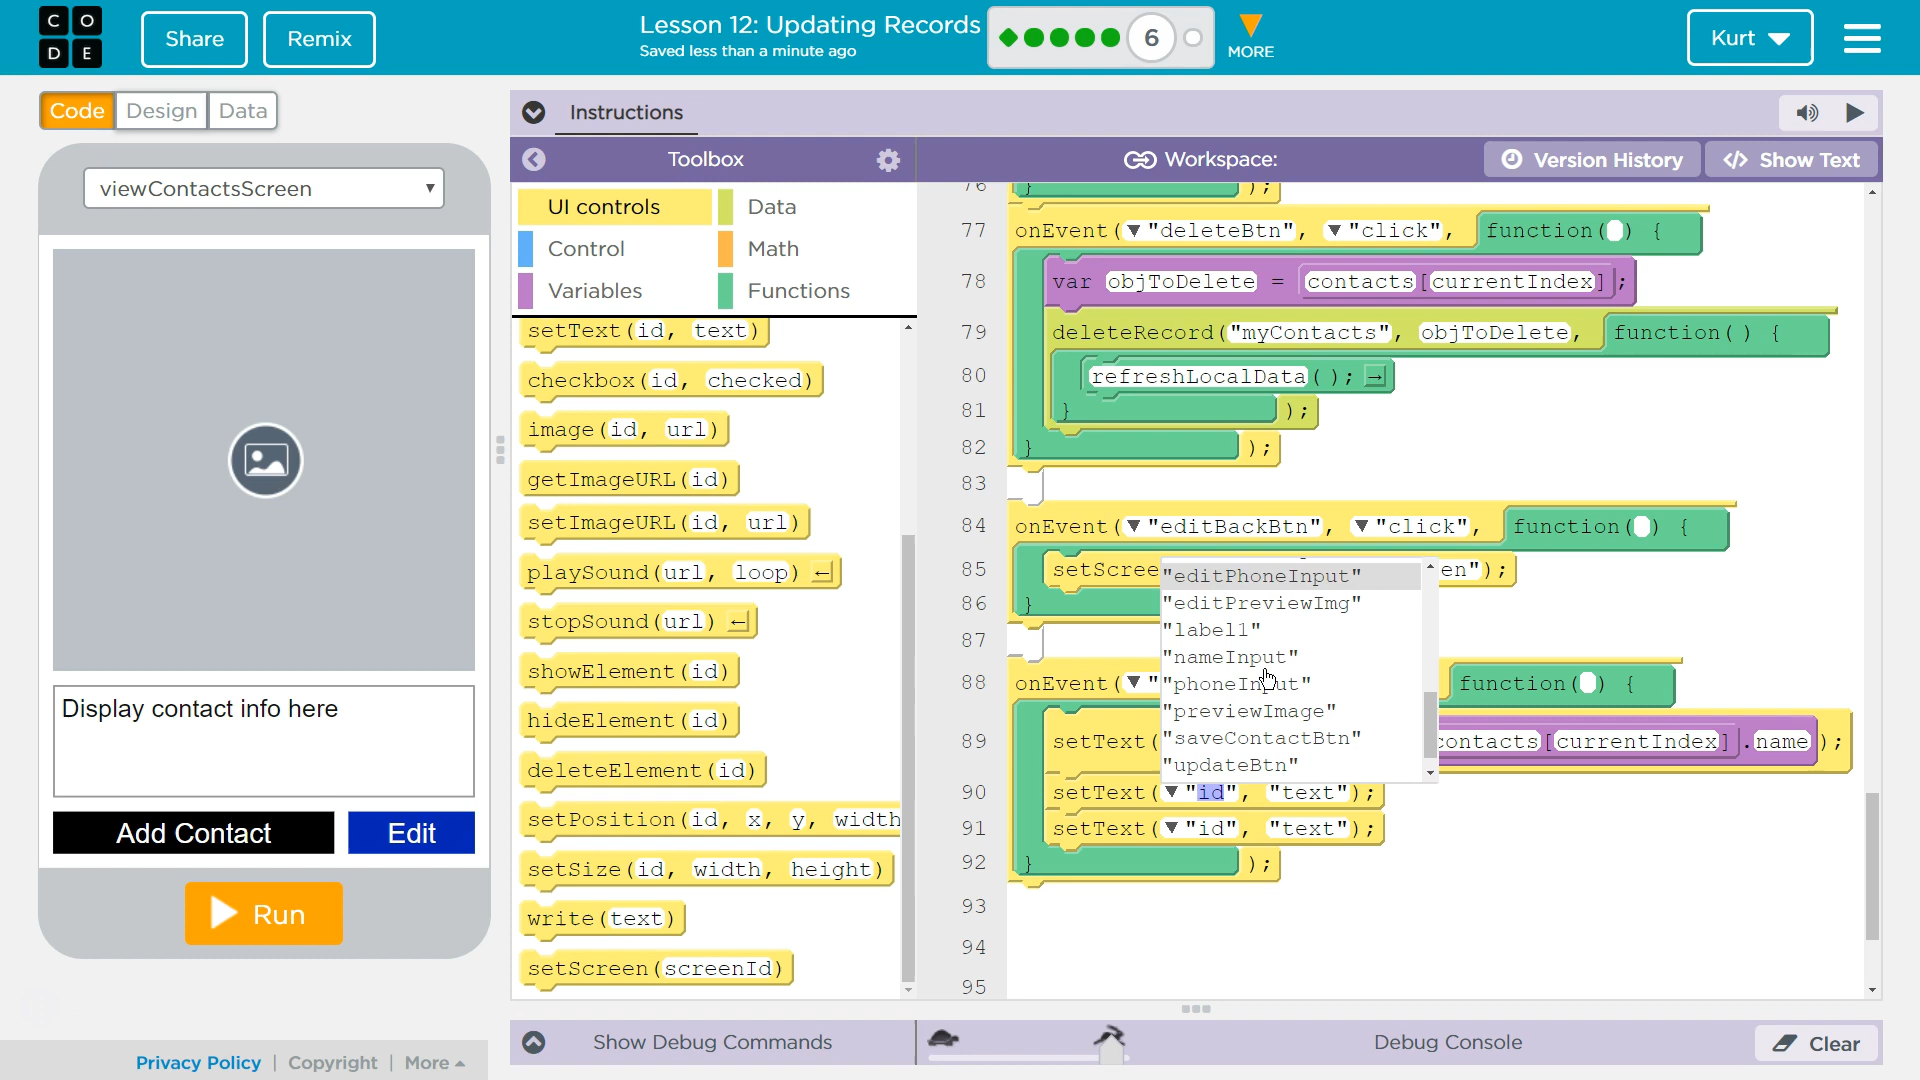 C O
D E
Share
Remix
Lesson 12: Updating Records
Saved less than a minute ago
6
MORE
Kurt
Code
Design
Data
Instructions
Toolbox
Workspace:
Version History
Show Text
viewContactsScreen
UI controls
Data
Control
Math
Variables
Functions
setText(id, text)
checkbox(id, checked)
image(id, url)
getImageURL(id)
setImageURL(id, url)
playSound(url, loop)
stopSound(url)
showElement(id)
hideElement(id)
deleteElement(id)
setPosition(id, x, y, width
setSize(id, width, height)
write(text)
setScreen(screenId)
76 } );
77 onEvent(▼"deleteBtn", ▼"click", function() {
78 var objToDelete = contacts[currentIndex];
79 deleteRecord("myContacts", objToDelete, function() {
80 refreshLocalData();
81 } );
82 } );
83
84 onEvent(▼"editBackBtn", ▼"click", function() {
85 setScree en");
86 }
87
88 onEvent(▼" function() {
89 setText( contacts[currentIndex].name);
90 setText(▼"id", "text");
91 setText(▼"id", "text");
92 } );
93
94
95
"editPhoneInput"
"editPreviewImg"
"label1"
"nameInput"
"phoneInput"
"previewImage"
"saveContactBtn"
"updateBtn"
Display contact info here
Add Contact
Edit
Run
Show Debug Commands
Debug Console
Clear
Privacy Policy | Copyright | More